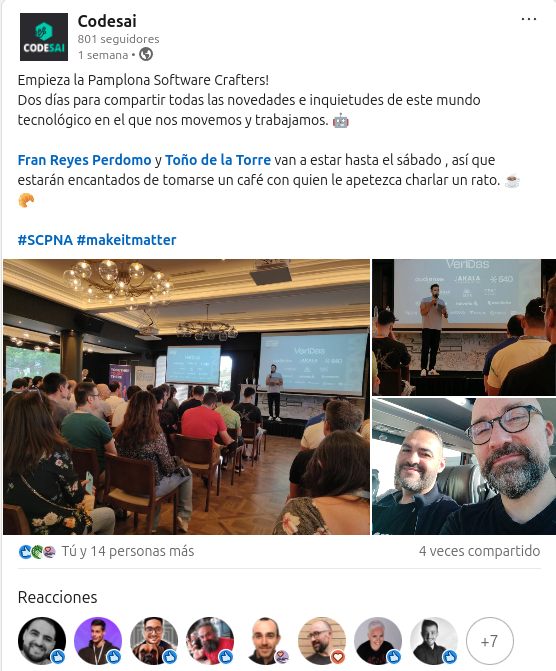 Codesai
801 seguidores
1 semana •
CODESAI
Empieza la Pamplona Software Crafters!
Dos días para compartir todas las novedades e inquietudes de este mundo
tecnológico en el que nos movemos y trabajamos. 🤖
Fran Reyes Perdomo y Toño de la Torre van a estar hasta el sábado , así que
estarán encantados de tomarse un café con quien le apetezca charlar un rato. ☕
🥐
#SCPNA #makeitmatter
veridas
veridas
540
Tú y 14 personas más
4 veces compartido
Reacciones
+7